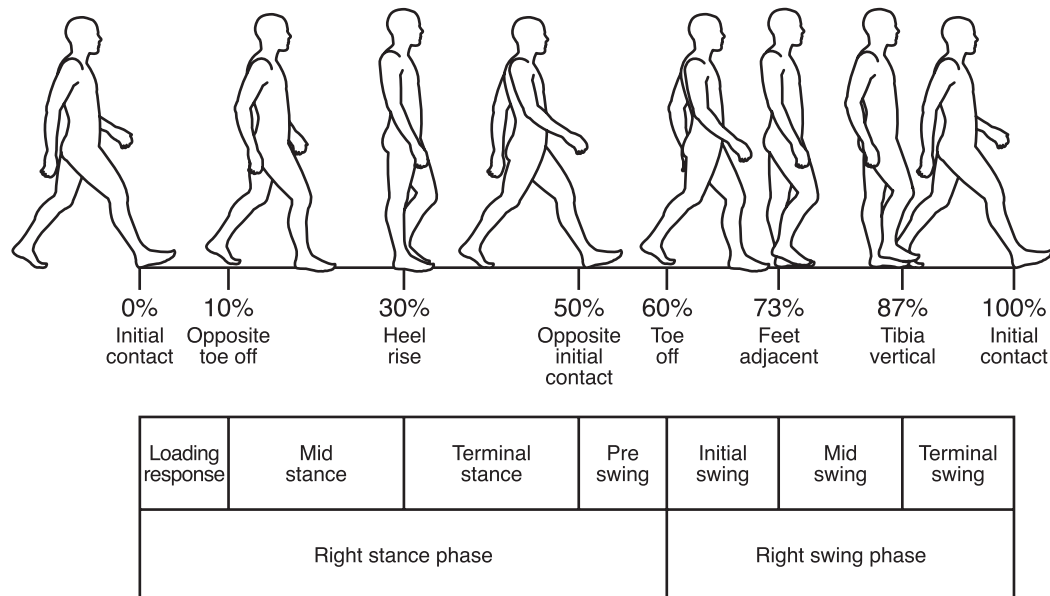 0% 10% 30% 50% 60% 73% 87% 100%
Initial Opposite Heel Opposite Toe Feet Tibia Initial
contact toe off rise initial off adjacent vertical contact
contact
Loading Mid Terminal Pre Initial Mid Terminal
response stance stance swing swing swing swing
Right stance phase Right swing phase